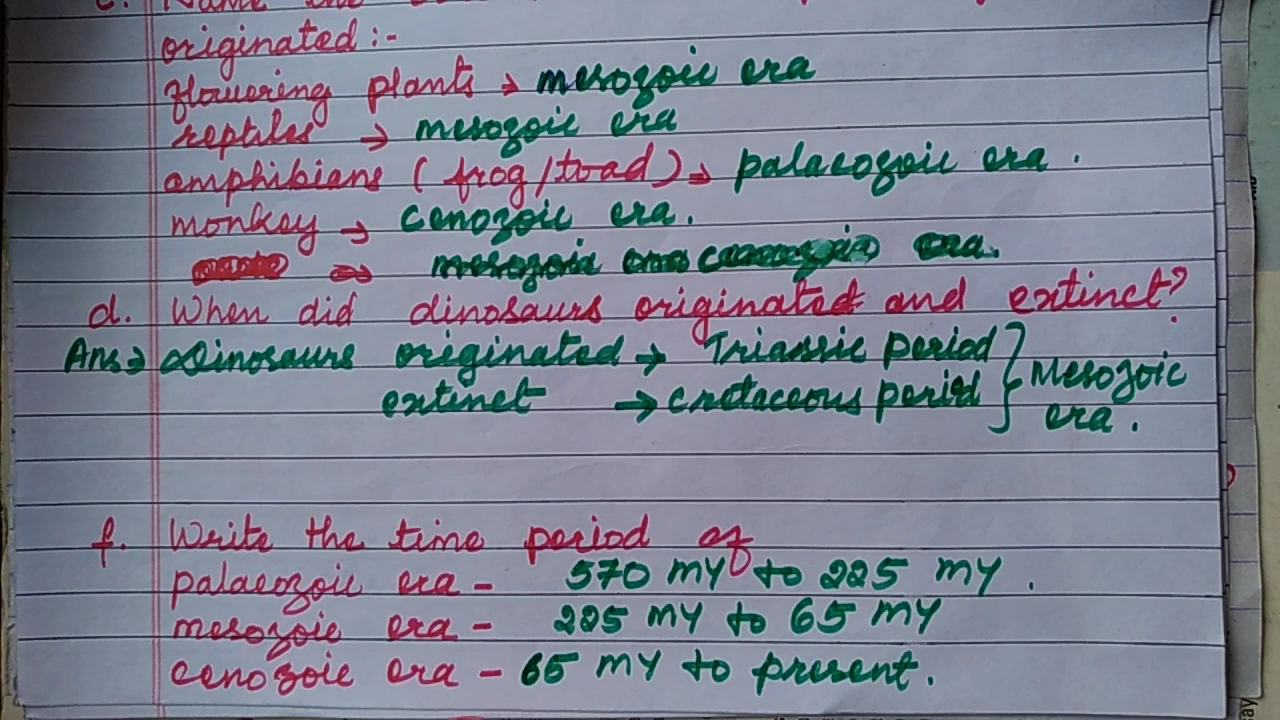 originated :-
flowering plants → mesozoic era
reptiles → mesozoic era
amphibians ( frog/toad ) → palaeozoic era .
monkey → cenozoic era.
→ era.
d. When did dinosaurs originated and extinct?
Ans → Dinosaurs originated → Triassic period } Mesozoic
extinct → cretaceous period } era .
f. Write the time period of
palaeozoic era - 570 my to 225 my .
mesozoic era - 225 my to 65 my
cenozoic era - 65 my to present .